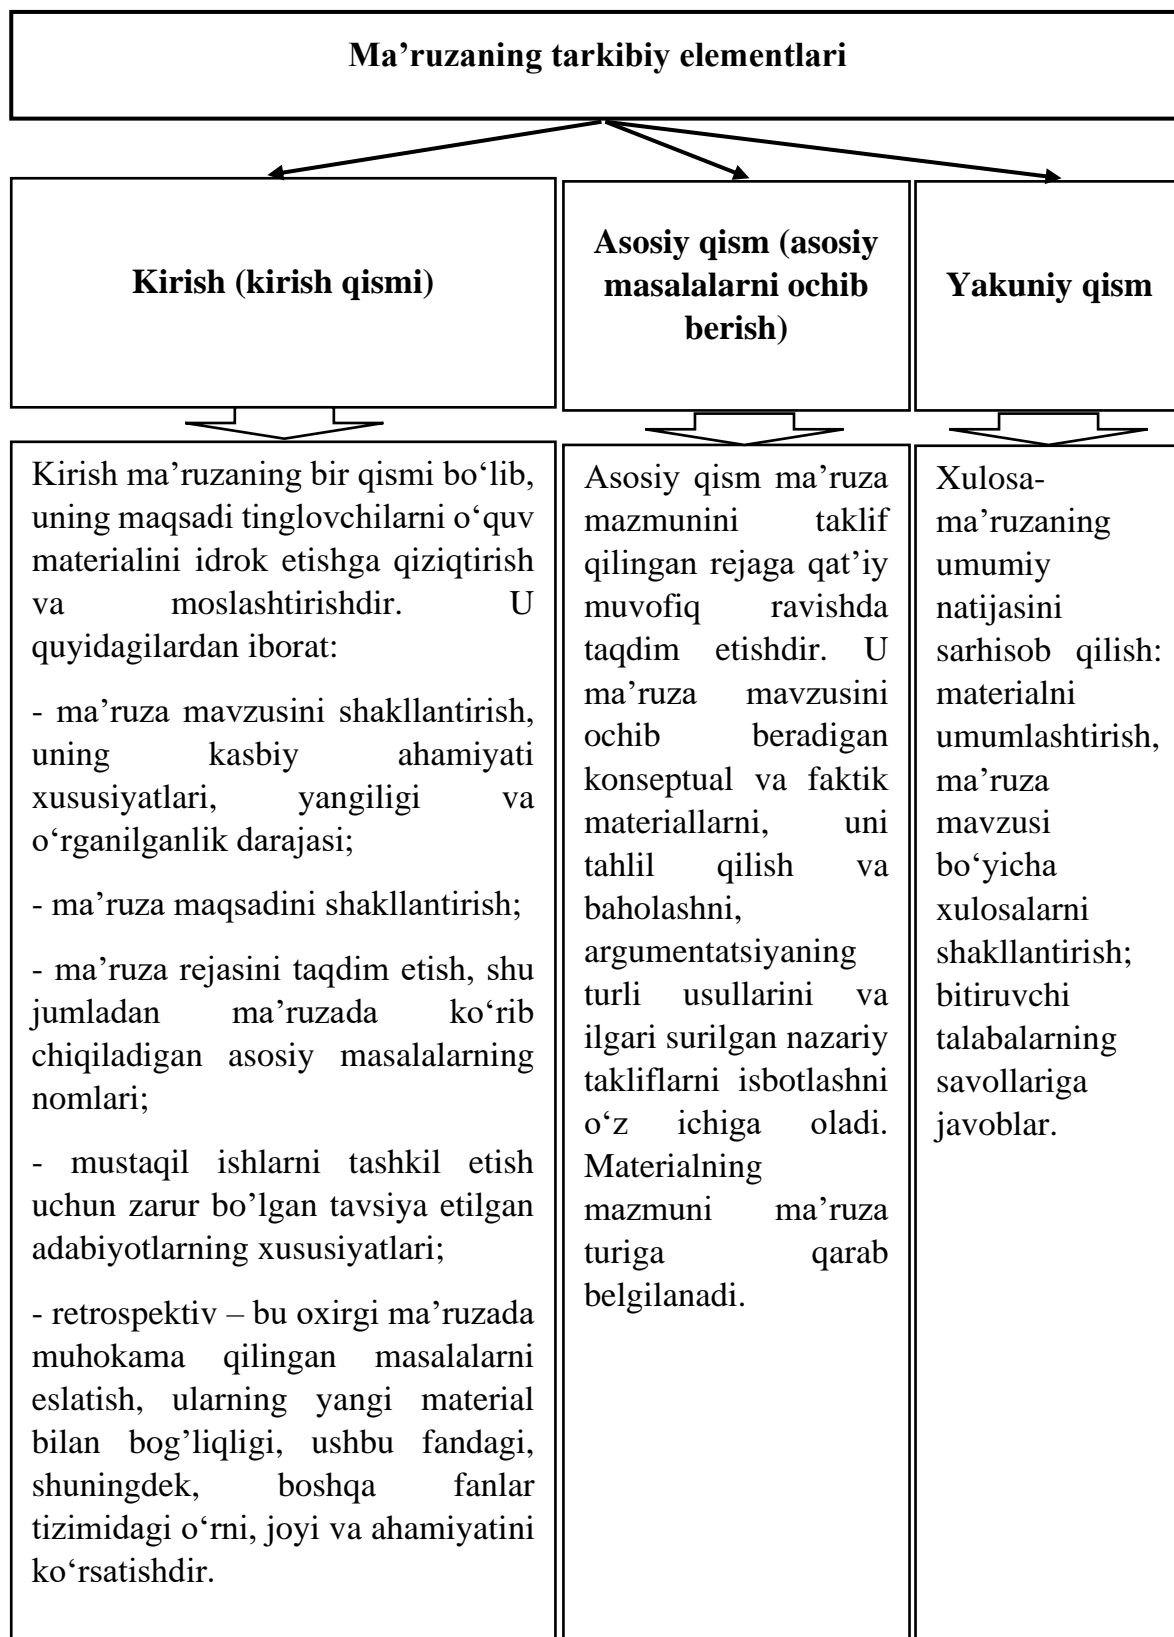 Ma’ruzaning tarkibiy elementlari
Kirish (kirish qismi)
Asosiy qism (asosiy
masalalarni ochib
berish)
Yakuniy qism
Kirish ma’ruzaning bir qismi bo‘lib,
uning maqsadi tinglovchilarni o‘quv
materialini idrok etishga qiziqtirish
va moslashtirishdir. U
quyidagilardan iborat:
- ma’ruza mavzusini shakllantirish,
uning kasbiy ahamiyati
xususiyatlari, yangiligi va
o‘rganilganlik darajasi;
- ma’ruza maqsadini shakllantirish;
- ma’ruza rejasini taqdim etish, shu
jumladan ma’ruzada ko‘rib
chiqiladigan asosiy masalalarning
nomlari;
- mustaqil ishlarni tashkil etish
uchun zarur bo’lgan tavsiya etilgan
adabiyotlarning xususiyatlari;
- retrospektiv – bu oxirgi ma’ruzada
muhokama qilingan masalalarni
eslatish, ularning yangi material
bilan bog’liqligi, ushbu fandagi,
shuningdek, boshqa fanlar
tizimidagi o‘rni, joyi va ahamiyatini
ko‘rsatishdir.
Asosiy qism ma’ruza
mazmunini taklif
qilingan rejaga qat’iy
muvofiq ravishda
taqdim etishdir. U
ma’ruza mavzusini
ochib beradigan
konseptual va faktik
materiallarni, uni
tahlil qilish va
baholashni,
argumentatsiyaning
turli usullarini va
ilgari surilgan nazariy
takliflarni isbotlashni
o‘z ichiga oladi.
Materialning
mazmuni ma’ruza
turiga qarab
belgilanadi.
Xulosa-
ma’ruzaning
umumiy
natijasini
sarhisob qilish:
materialni
umumlashtirish,
ma’ruza
mavzusi
bo‘yicha
xulosalarni
shakllantirish;
bitiruvchi
talabalarning
savollariga
javoblar.